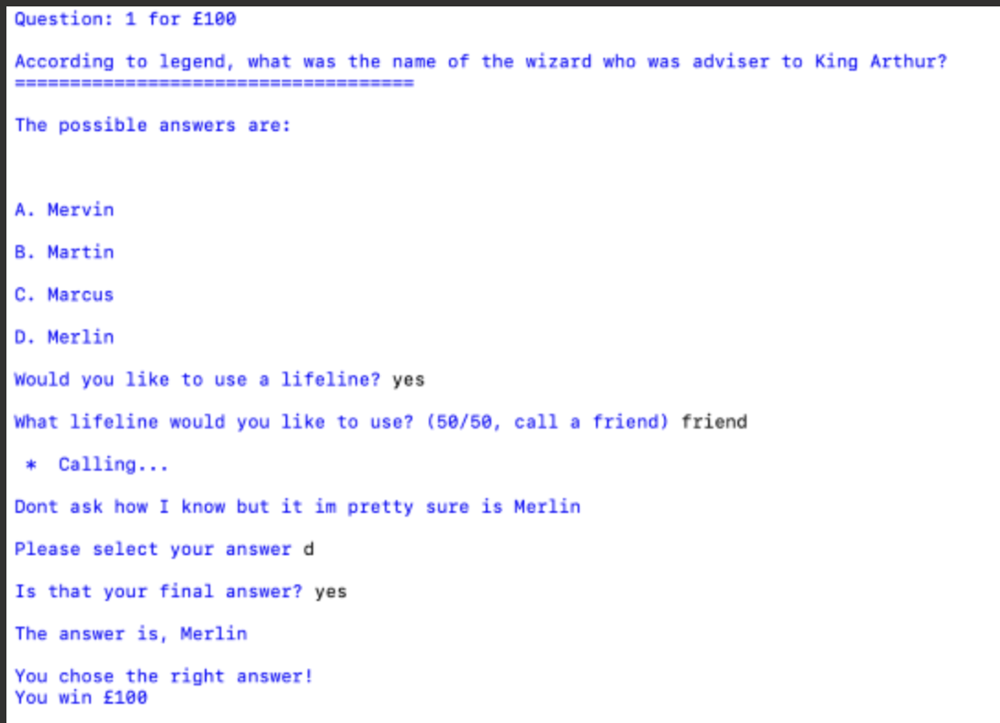 Question: 1 for £100
According to legend, what was the name of the wizard who was adviser to King Arthur?
====================================
The possible answers are:
A. Mervin
B. Martin
C. Marcus
D. Merlin
Would you like to use a lifeline? yes
What lifeline would you like to use? (50/50, call a friend) friend
* Calling...
Dont ask how I know but it im pretty sure is Merlin
Please select your answer d
Is that your final answer? yes
The answer is, Merlin
You chose the right answer!
You win £100